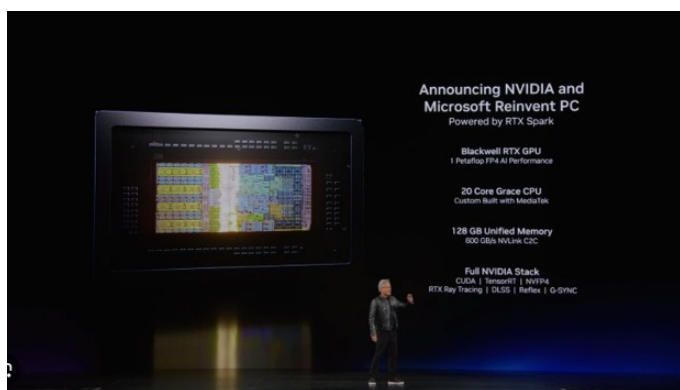 Announcing NVIDIA and
Microsoft Reinvent PC
Powered by RTX Spark
Blackwell RTX GPU
1 Petaflop FP4 AI Performance
20 Core Grace CPU
Custom Built with MediaTek
128 GB Unified Memory
600 GB/s NVLink C2C
Full NVIDIA Stack
CUDA | TensorRT | NVFP4
RTX Ray Tracing | DLSS | Reflex | G-SYNC